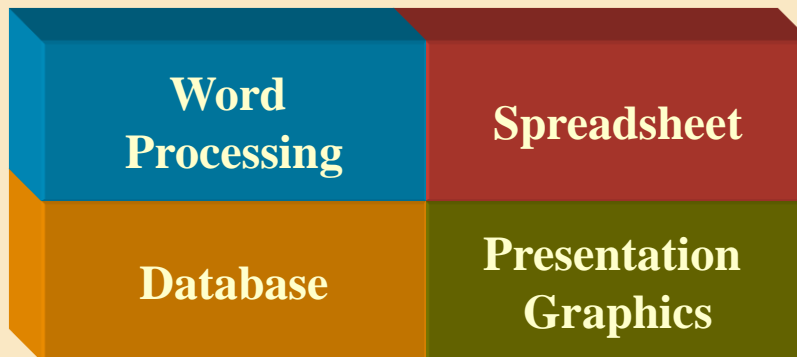 Word
Processing
Spreadsheet
Database
Presentation
Graphics